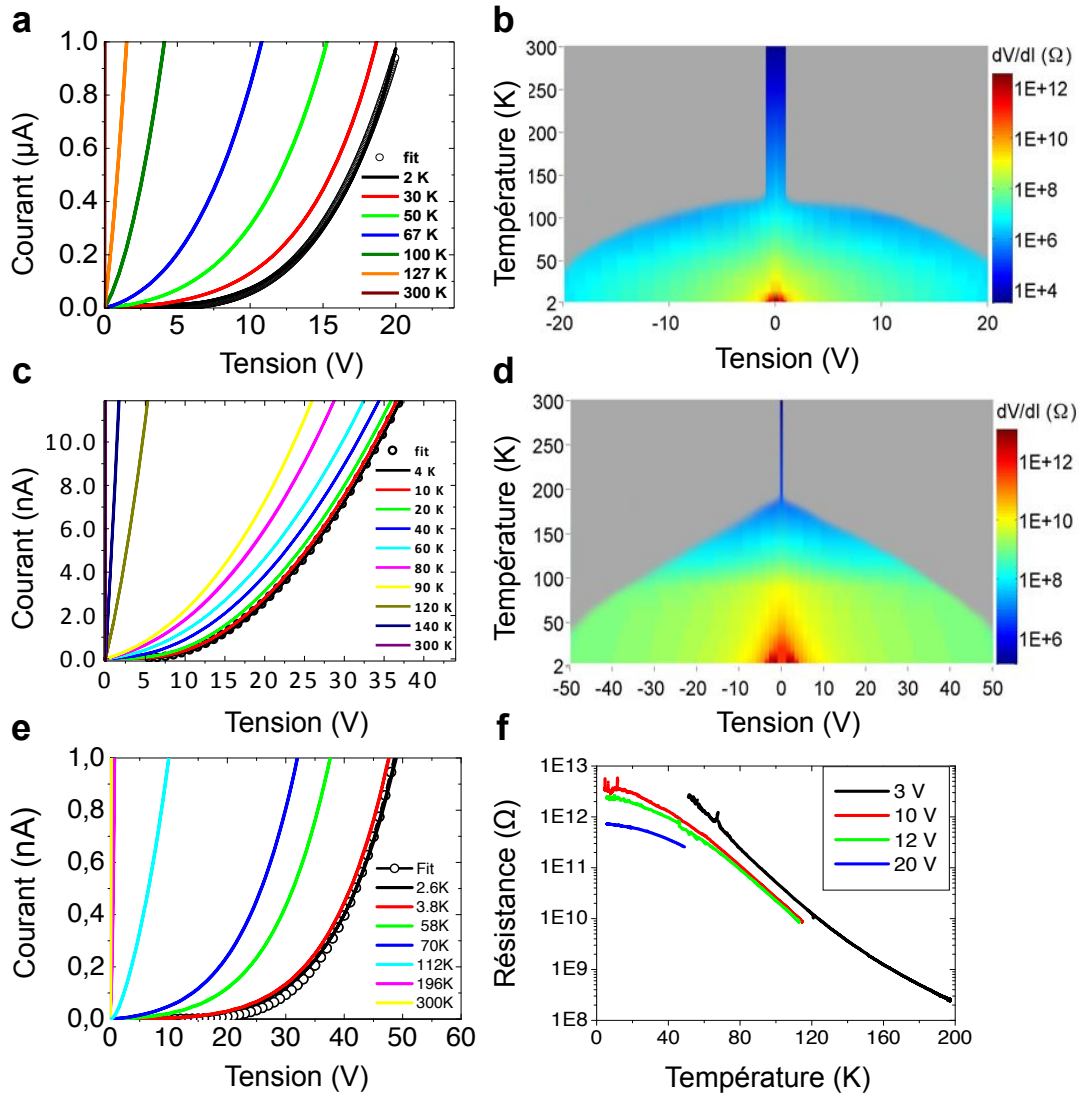 a
Courant (μA)
1.0
0.8
0.6
0.4
0.2
0.0
0
5
10
15
20
Tension (V)
fit
2 K
30 K
50 K
67 K
100 K
127 K
300 K
b
Température (K)
300
250
200
150
100
50
2
-20
-10
0
10
20
Tension (V)
dV/dI (Ω)
1E+12
1E+10
1E+8
1E+6
1E+4
c
Courant (nA)
10.0
8.0
6.0
4.0
2.0
0.0
0
5
10
15
20
25
30
35
40
Tension (V)
fit
4 K
10 K
20 K
40 K
60 K
80 K
90 K
120 K
140 K
300 K
d
Température (K)
300
250
200
150
100
50
2
-50
-40
-30
-20
-10
0
10
20
30
40
50
Tension (V)
dV/dI (Ω)
1E+12
1E+10
1E+8
1E+6
e
Courant (nA)
1.0
0.8
0.6
0.4
0,2
0.0
0
10
20
30
40
50
60
Tension (V)
Fit
2.6K
3.8K
58K
70K
112K
196K
300K
f
Résistance (Ω)
1E13
1E12
1E11
1E10
1E9
1E8
0
40
80
120
160
200
Température (K)
3 V
10 V
12 V
20 V